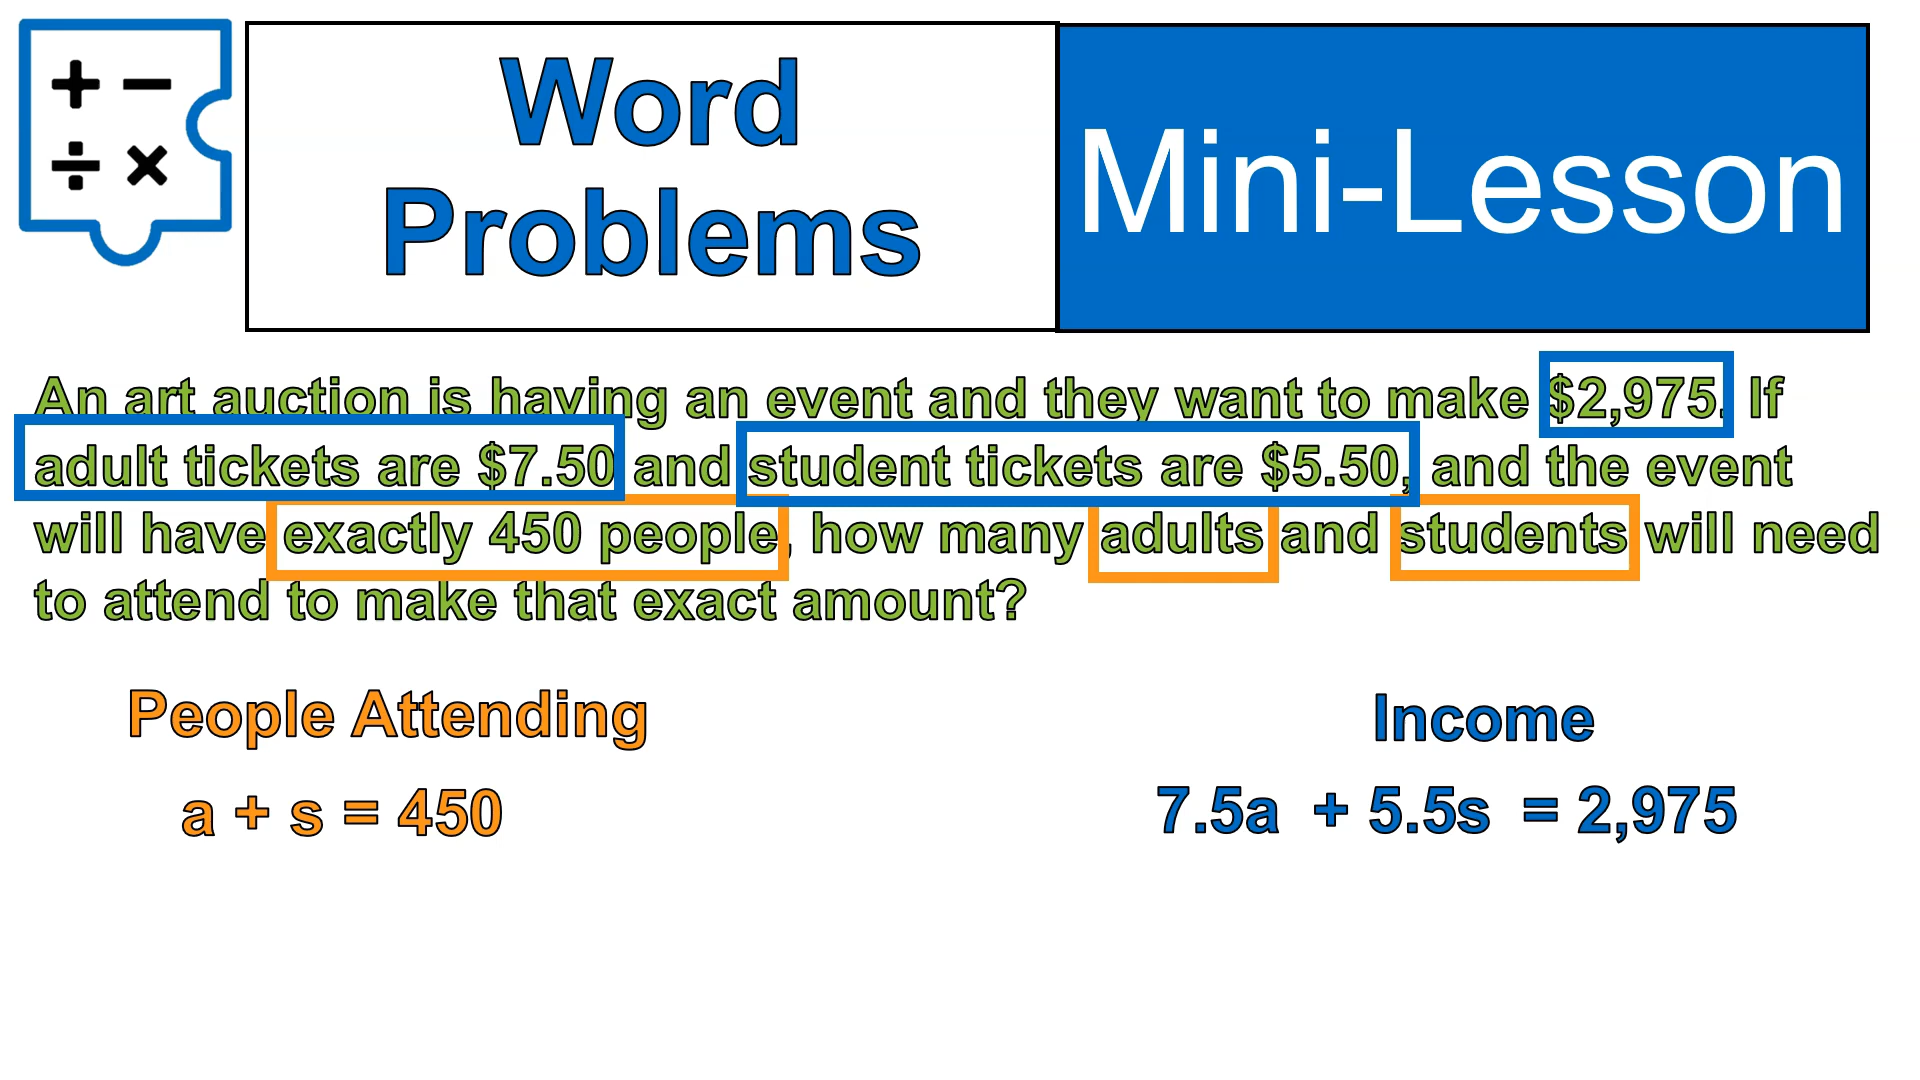 + −
÷ ×
Word
Problems
Mini-Lesson
An art auction is having an event and they want to make $2,975. If
adult tickets are $7.50 and student tickets are $5.50, and the event
will have exactly 450 people, how many adults and students will need
to attend to make that exact amount?
People Attending
Income
a + s = 450
7.5a + 5.5s = 2,975